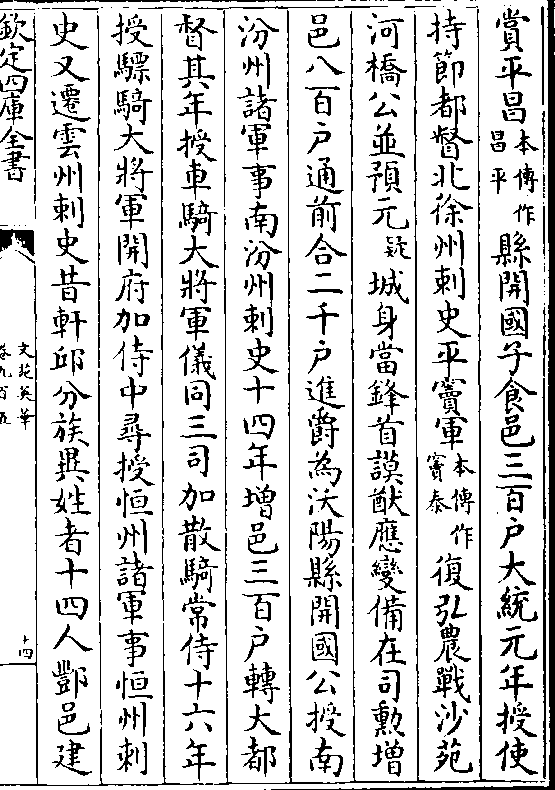 賞平昌本傳作昌平縣開國子食邑三百户大統元年授使
持節都督北徐州刺史平竇軍本傳作竇泰復弘農戰沙苑
河橋公並預元疑城身當鋒首謨猷應變備在司勲增
邑八百户通前合二千户進爵為沃陽縣開國公授南
汾州諸軍事南汾州刺史十四年增邑三百户轉大都
督其年授車騎大將軍儀同三司加散騎常侍十六年
授驃騎大將軍開府加侍中尋授恒州諸軍事恒州刺
史又遷雲州刺史昔軒邱分族異姓者十四人酆邑建
欽定四庫全書
文苑英華
卷九百五
十四